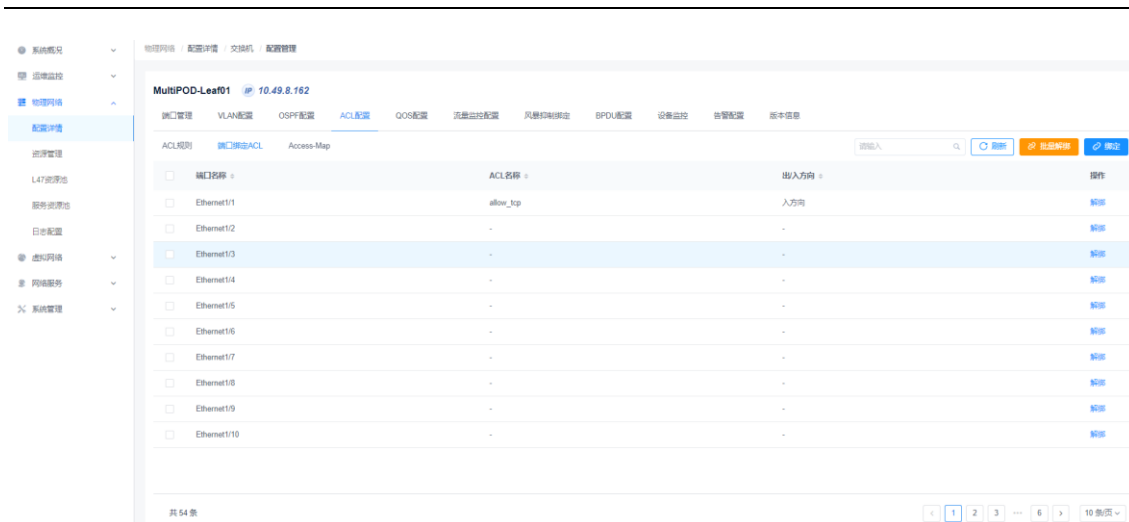 系统概况
物理网络 / 配置详情 / 交换机 / 配置管理
运维监控
物理网络
配置详情
资源管理
L47资源池
服务资源池
日志配置
虚拟网络
网络服务
系统管理
MultiPOD-Leaf01 IP 10.49.8.162
端口管理 VLAN配置 OSPF配置 ACL配置 QOS配置 流量监控配置 风暴抑制绑定 BPDU配置 设备监控 告警配置 版本信息
ACL规则 端口绑定ACL Access-Map 请输入 刷新 批量解绑 绑定
端口名称 ACL名称 出/入方向 操作
Ethernet1/1 allow_tcp 入方向 解绑
Ethernet1/2 - - 解绑
Ethernet1/3 - - 解绑
Ethernet1/4 - - 解绑
Ethernet1/5 - - 解绑
Ethernet1/6 - - 解绑
Ethernet1/7 - - 解绑
Ethernet1/8 - - 解绑
Ethernet1/9 - - 解绑
Ethernet1/10 - - 解绑
共 54 条 < 1 2 3 ••• 6 > 10 条/页